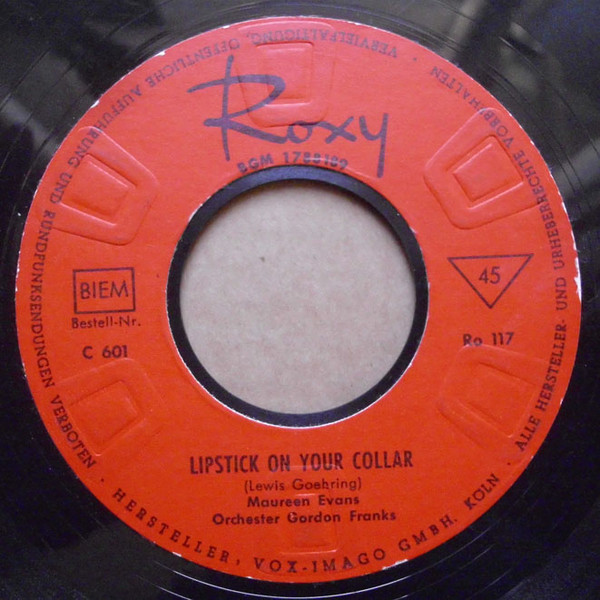 Roxy
BGM 1788189
BIEM
Bestell-Nr.
C 601
45
Ro 117
LIPSTICK ON YOUR COLLAR
(Lewis Goehring)
Maureen Evans
Orchester Gordon Franks
HERSTELLER, VOX-IMAGO GMBH, KÖLN · ALLE HERSTELLER- UND URHEBERRECHTE VORBEHALTEN · VERVIELFÄLTIGUNG, ÖFFENTLICHE AUFFÜHRUNG UND RUNDFUNKSENDUNGEN VERBOTEN ·